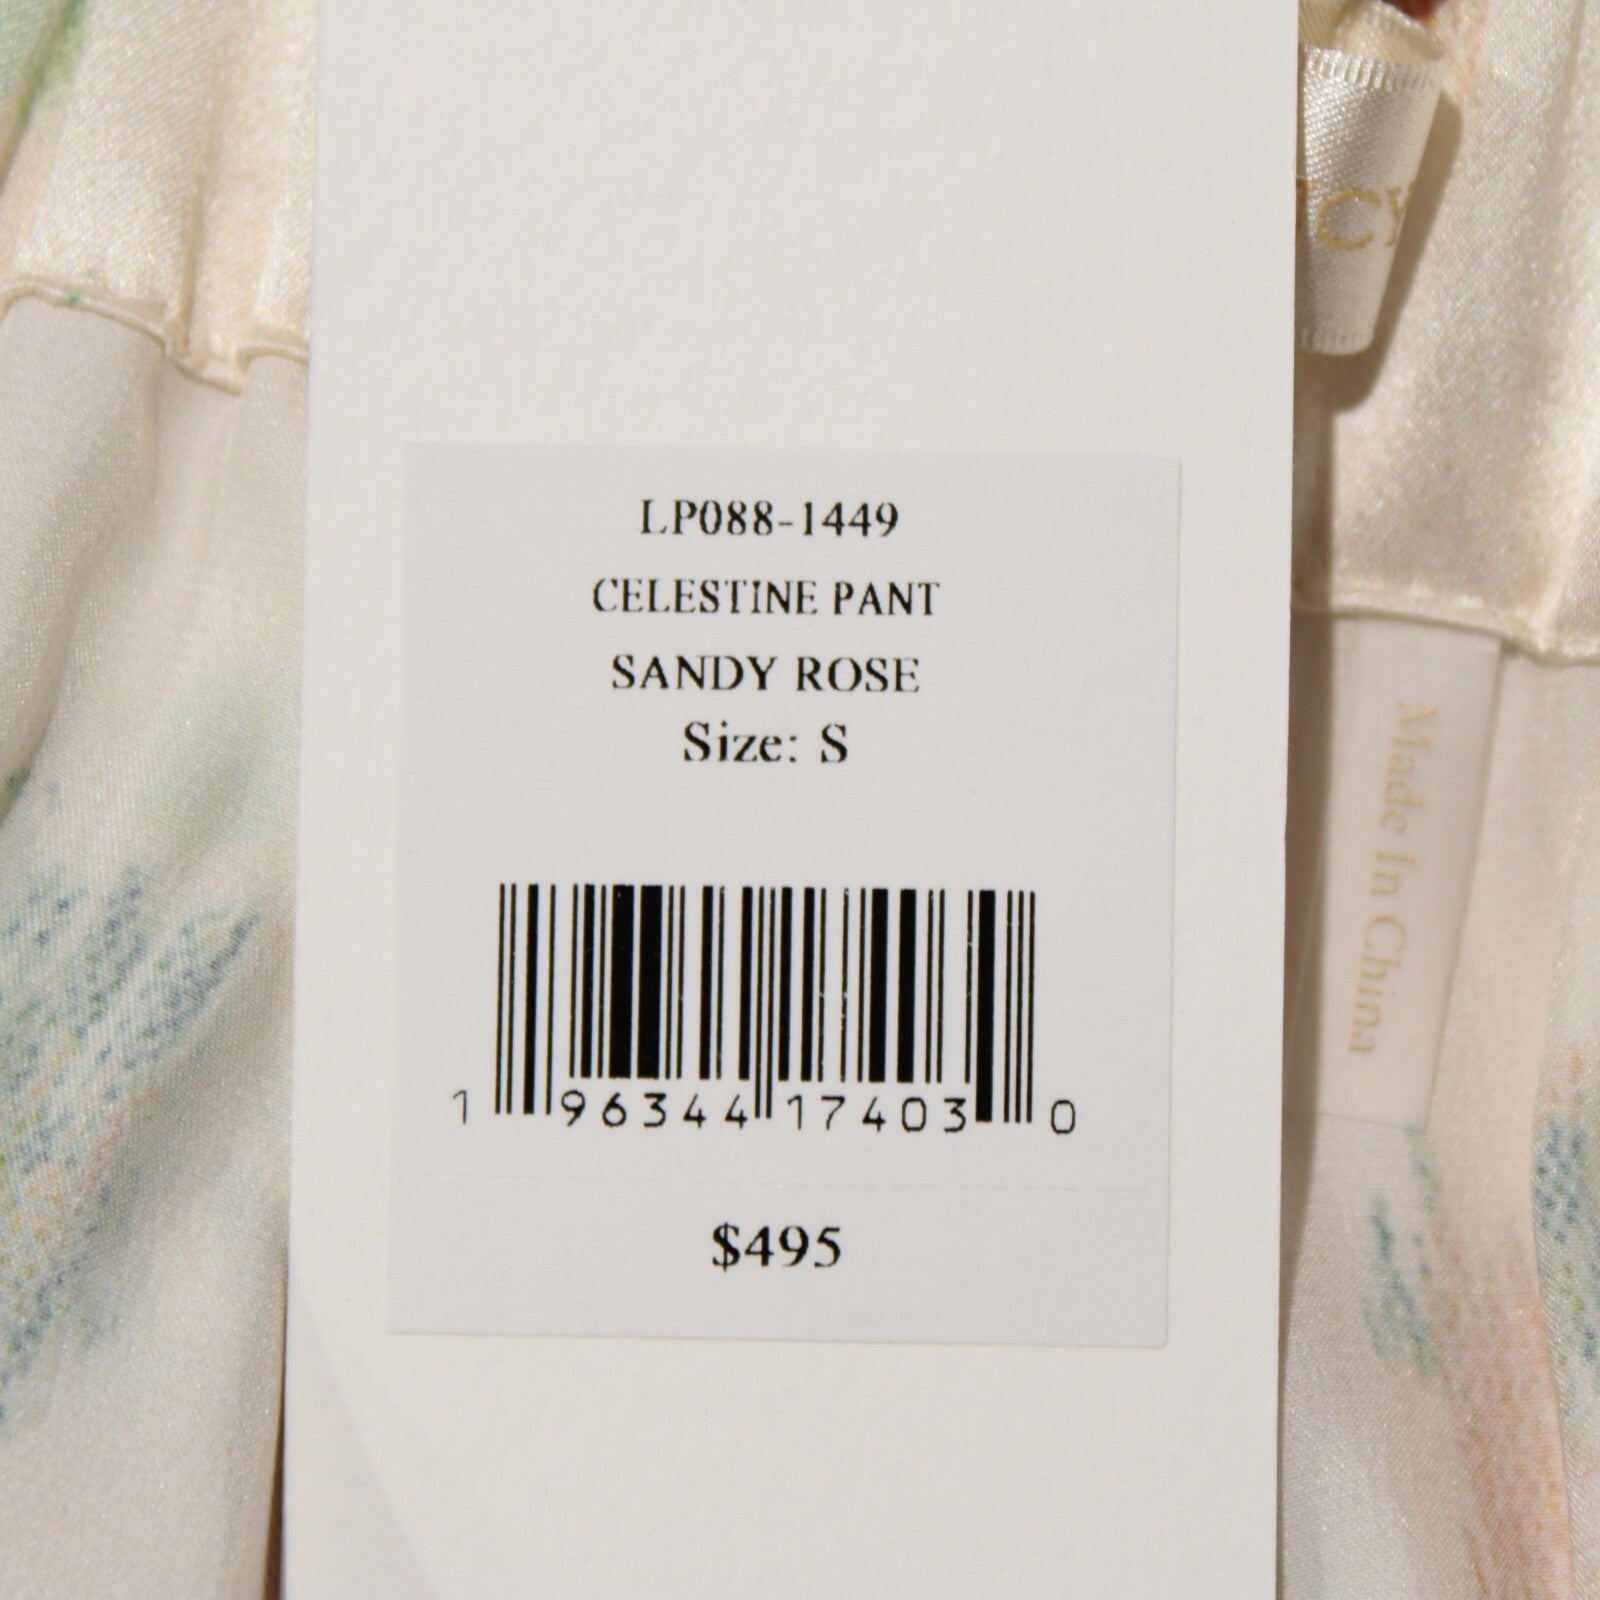 LP088-1449
CELESTINE PANT
SANDY ROSE
Size: S
1 96344 17403 0
$495
Made In China